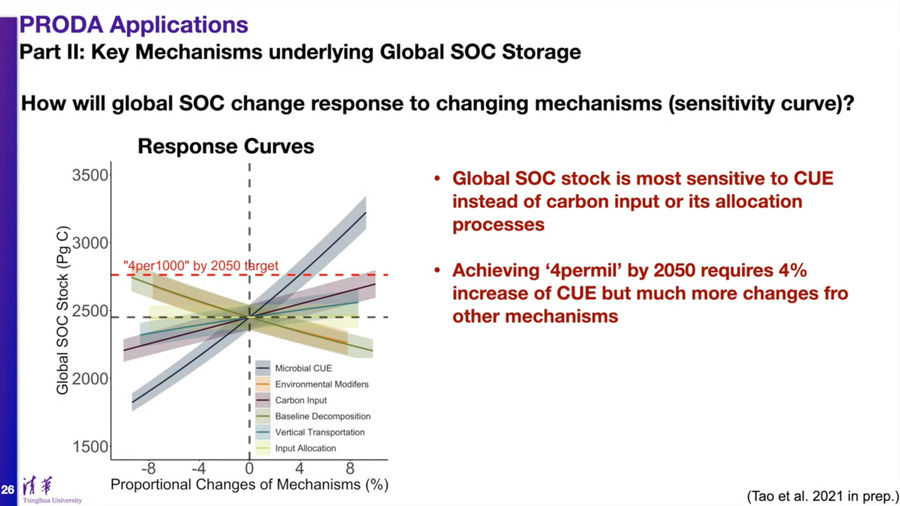 PRODA Applications
Part II: Key Mechanisms underlying Global SOC Storage
How will global SOC change response to changing mechanisms (sensitivity curve)?
Response Curves
3500
3000
2500
2000
1500
Global SOC Stock (Pg C)
"4per1000" by 2050 target
Microbial CUE
Environmental Modifers
Carbon Input
Baseline Decomposition
Vertical Transportation
Input Allocation
-8 -4 0 4 8
Proportional Changes of Mechanisms (%)
• Global SOC stock is most sensitive to CUE
instead of carbon input or its allocation
processes
• Achieving ‘4permil’ by 2050 requires 4%
increase of CUE but much more changes fro
other mechanisms
26
清华
Tsinghua University
(Tao et al. 2021 in prep.)